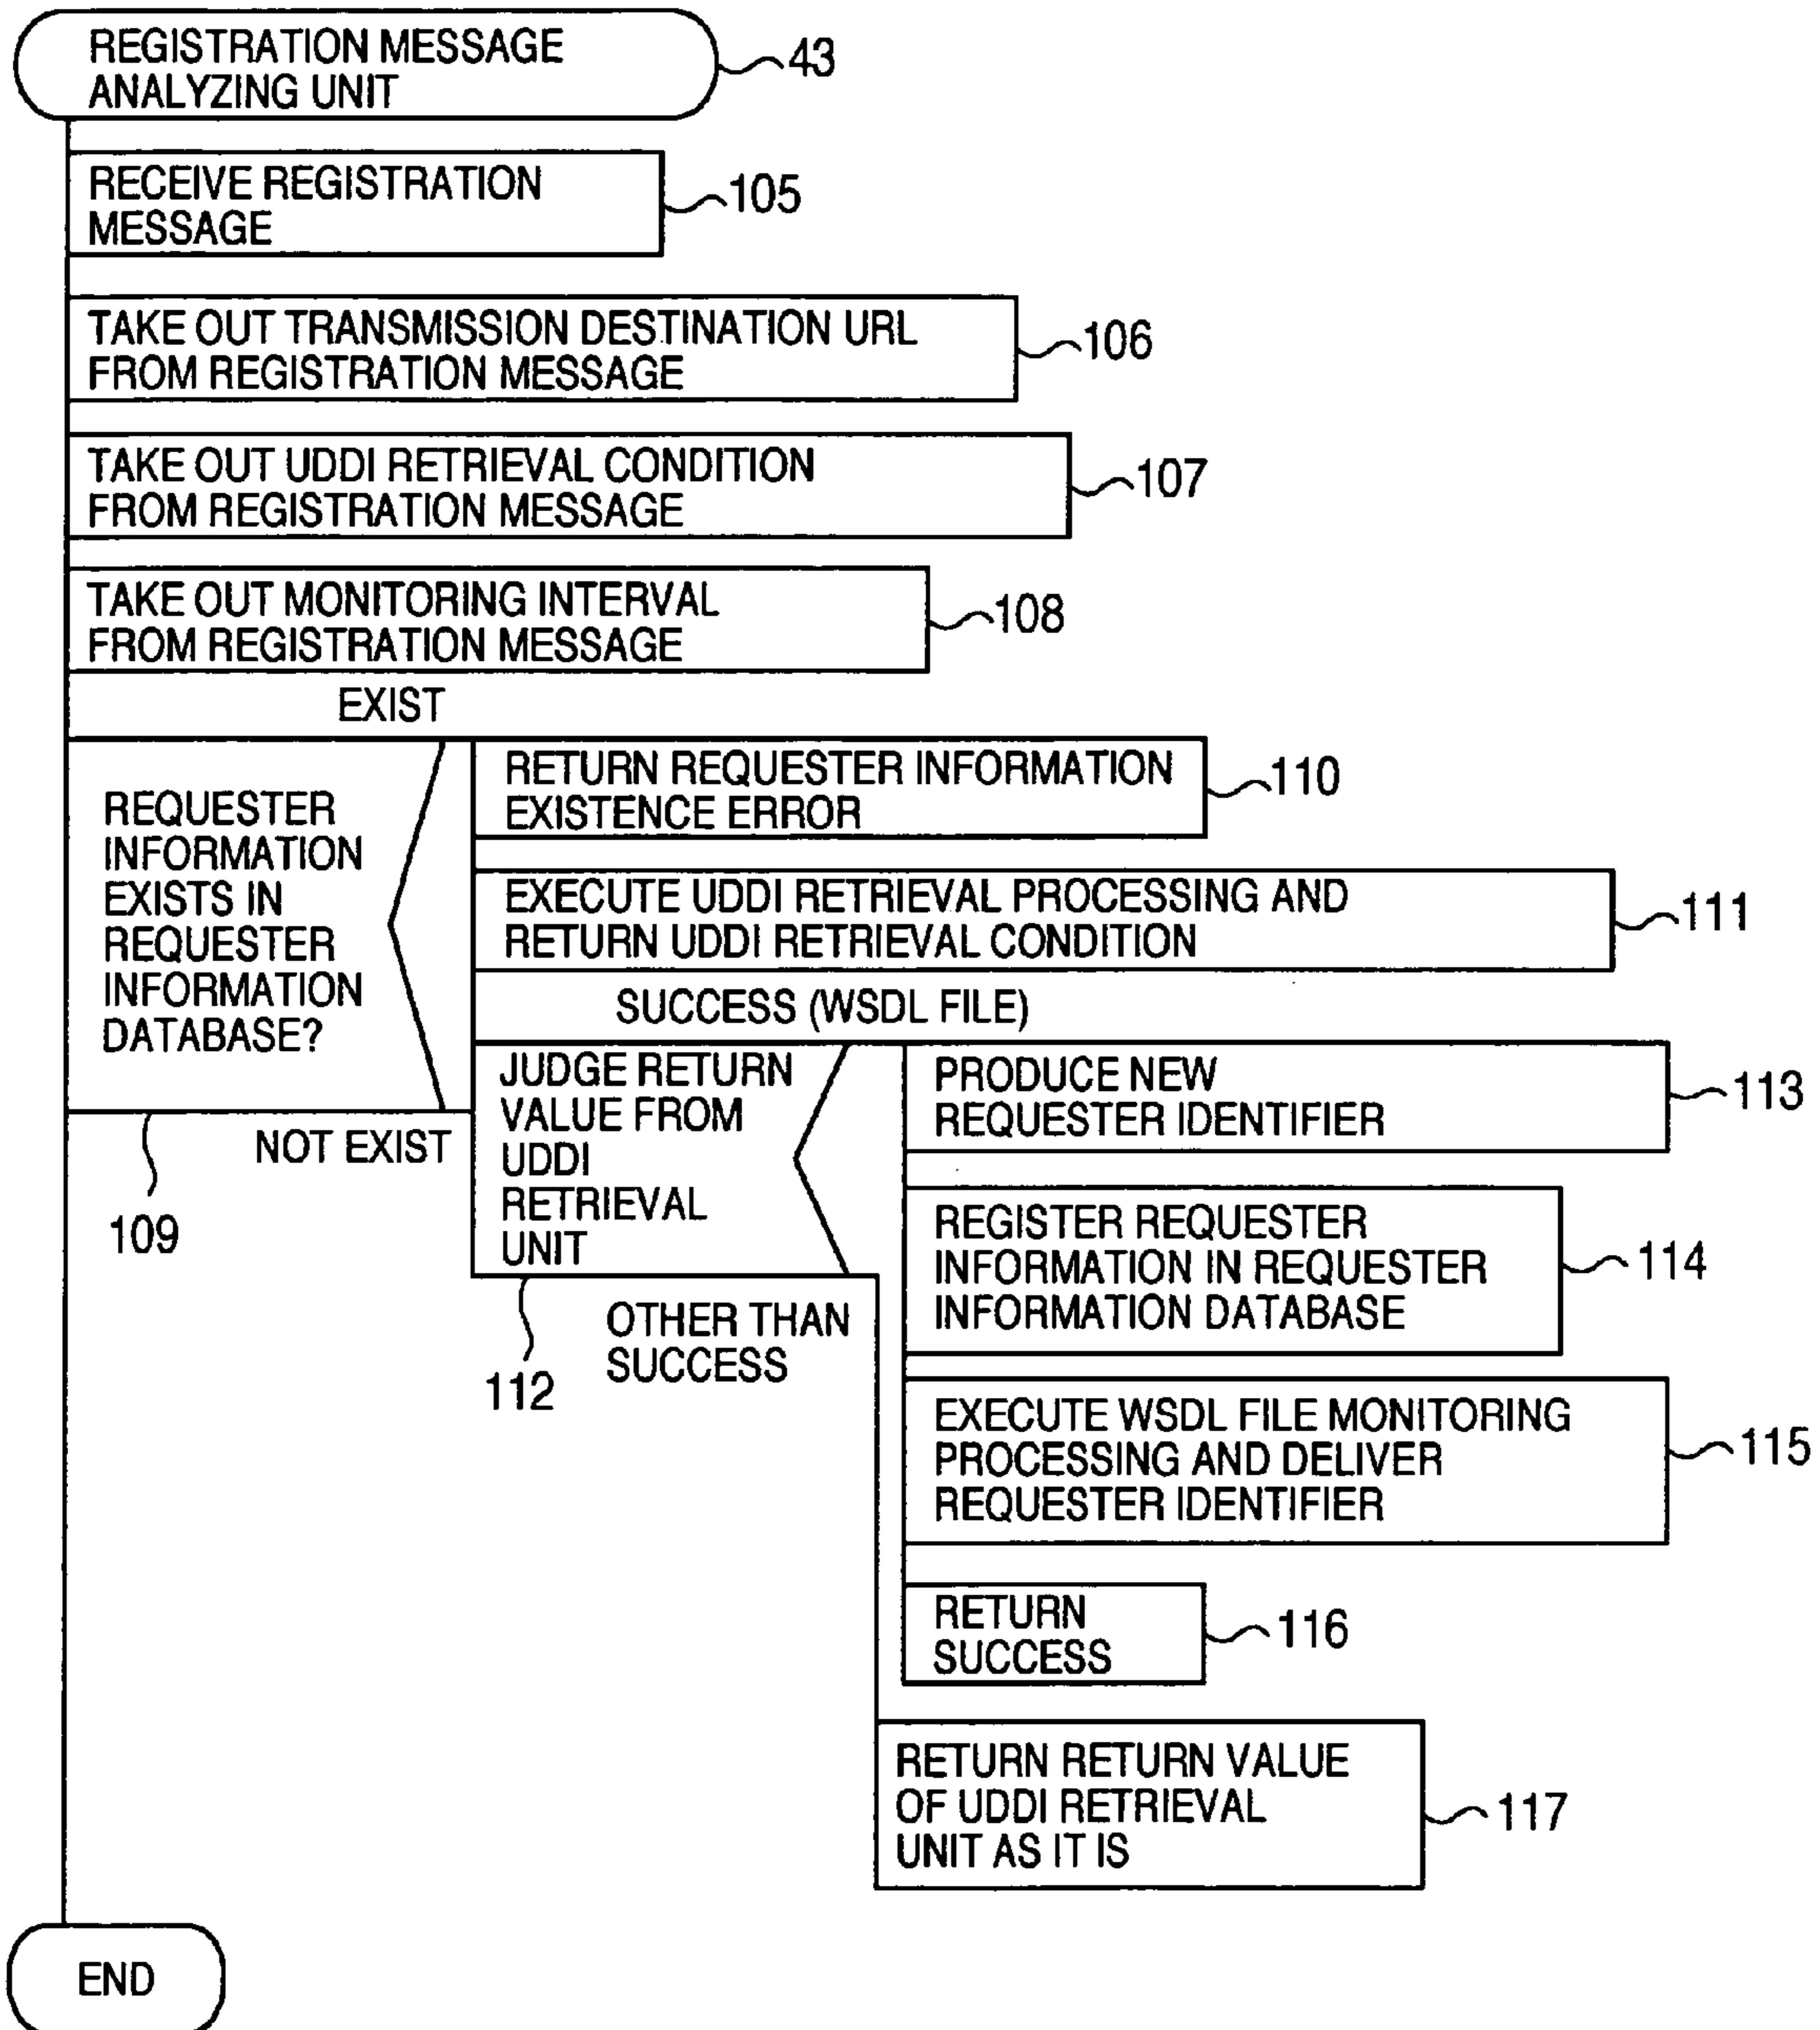 REGISTRATION MESSAGE
ANALYZING UNIT
43
RECEIVE REGISTRATION
MESSAGE
105
TAKE OUT TRANSMISSION DESTINATION URL
FROM REGISTRATION MESSAGE
106
TAKE OUT UDDI RETRIEVAL CONDITION
FROM REGISTRATION MESSAGE
107
TAKE OUT MONITORING INTERVAL
FROM REGISTRATION MESSAGE
108
EXIST
REQUESTER
INFORMATION
EXISTS IN
REQUESTER
INFORMATION
DATABASE?
109
NOT EXIST
RETURN REQUESTER INFORMATION
EXISTENCE ERROR
110
EXECUTE UDDI RETRIEVAL PROCESSING AND
RETURN UDDI RETRIEVAL CONDITION
111
SUCCESS (WSDL FILE)
JUDGE RETURN
VALUE FROM
UDDI
RETRIEVAL
UNIT
112
OTHER THAN
SUCCESS
PRODUCE NEW
REQUESTER IDENTIFIER
113
REGISTER REQUESTER
INFORMATION IN REQUESTER
INFORMATION DATABASE
114
EXECUTE WSDL FILE MONITORING
PROCESSING AND DELIVER
REQUESTER IDENTIFIER
115
RETURN
SUCCESS
116
RETURN RETURN VALUE
OF UDDI RETRIEVAL
UNIT AS IT IS
117
END